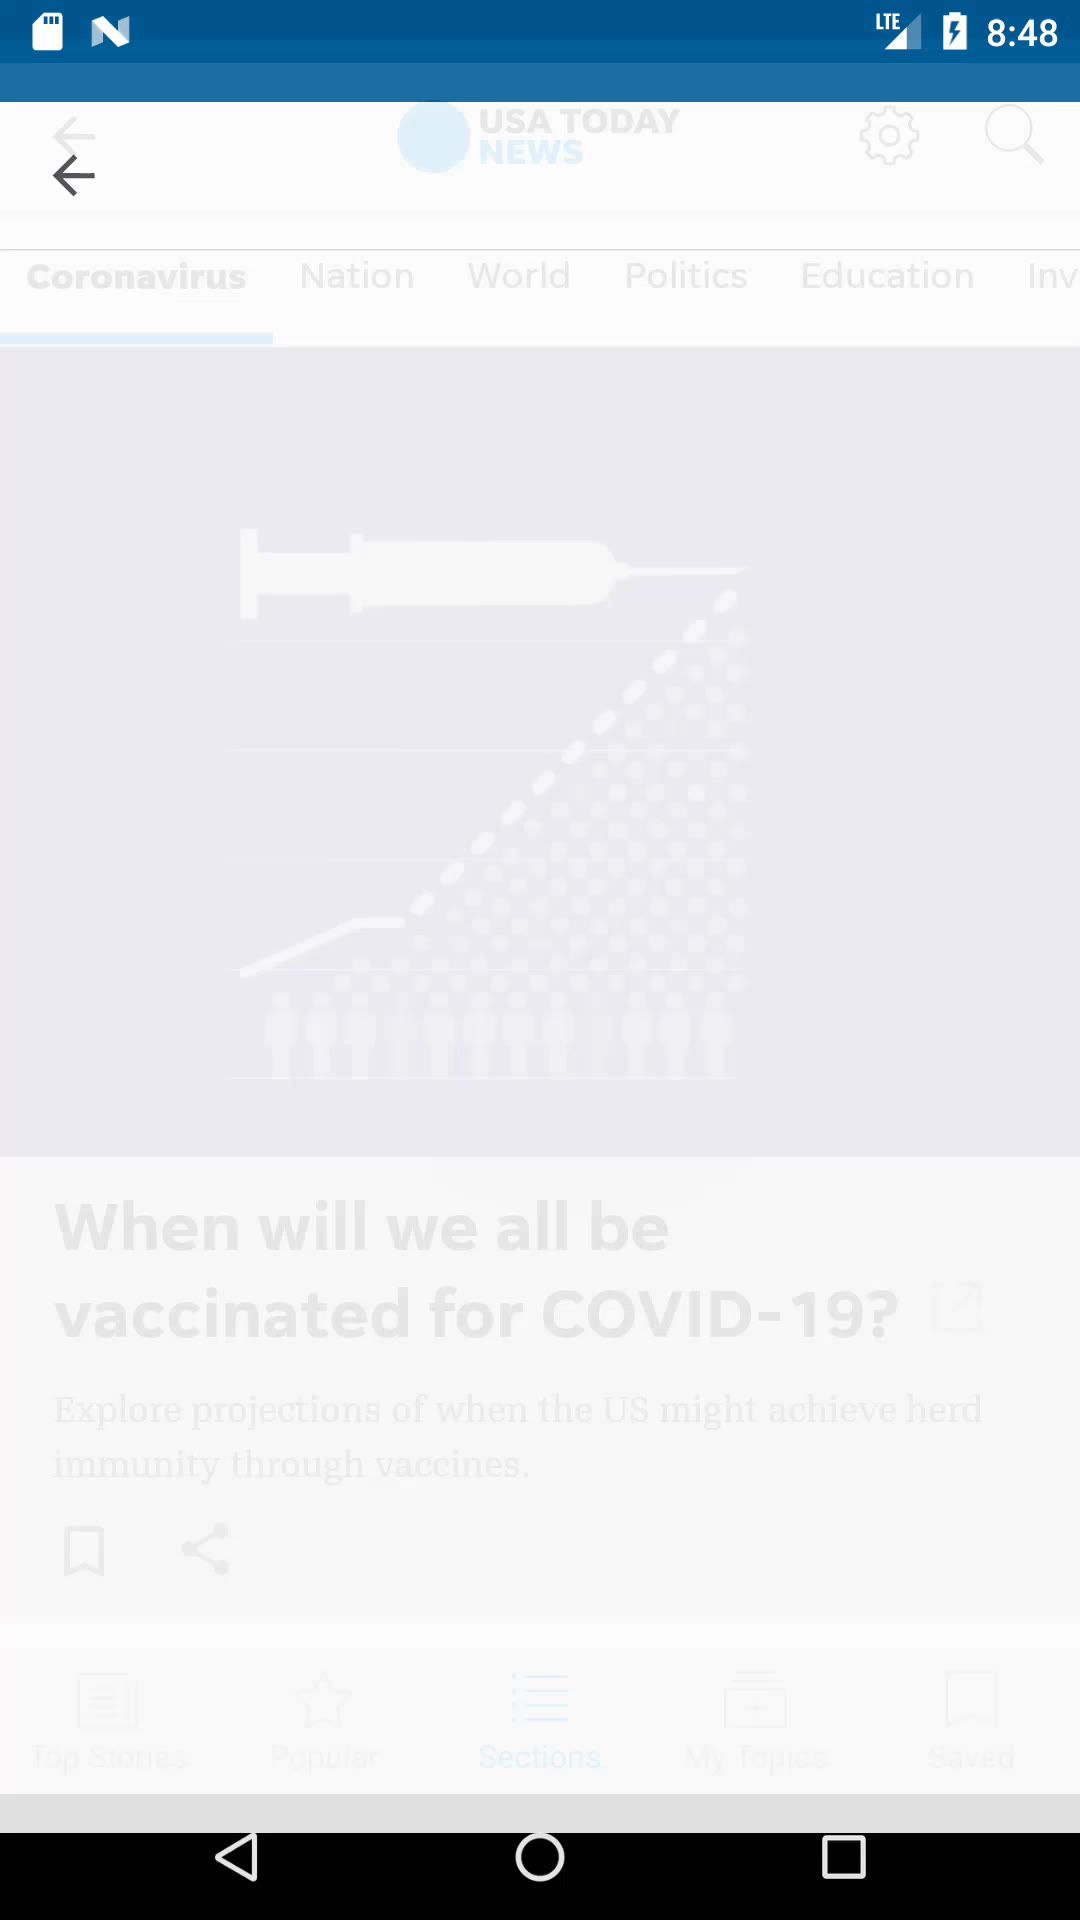 LTE 8:48
USA TODAY
NEWS
Coronavirus Nation World Politics Education Inv
When will we all be
vaccinated for COVID-19?
Explore projections of when the US might achieve herd
immunity through vaccines.
Top Stories Popular Sections My Topics Saved